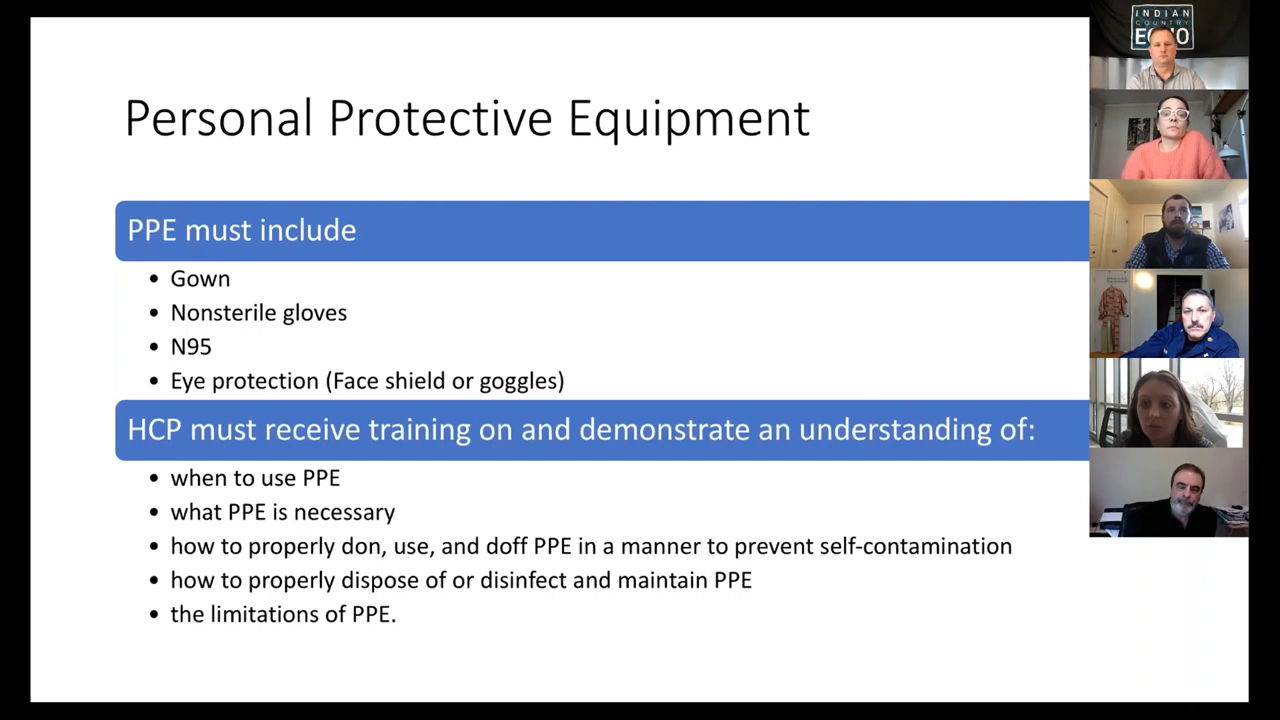 Personal Protective Equipment
PPE must include
• Gown
• Nonsterile gloves
• N95
• Eye protection (Face shield or goggles)
HCP must receive training on and demonstrate an understanding of:
• when to use PPE
• what PPE is necessary
• how to properly don, use, and doff PPE in a manner to prevent self-contamination
• how to properly dispose of or disinfect and maintain PPE
• the limitations of PPE.
INDIAN
COUNTRY
ECHO